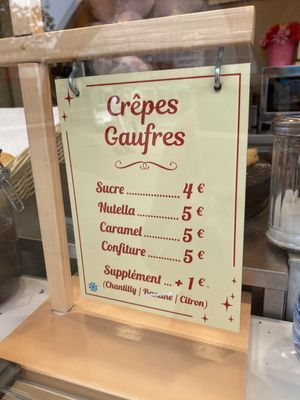 Crêpes
Gaufres
Sucre .............. 4 €
Nutella ............ 5 €
Caramel ........... 5 €
Confiture ......... 5 €
Supplément ..... + 1 €
(Chantilly | Banane | Citron)